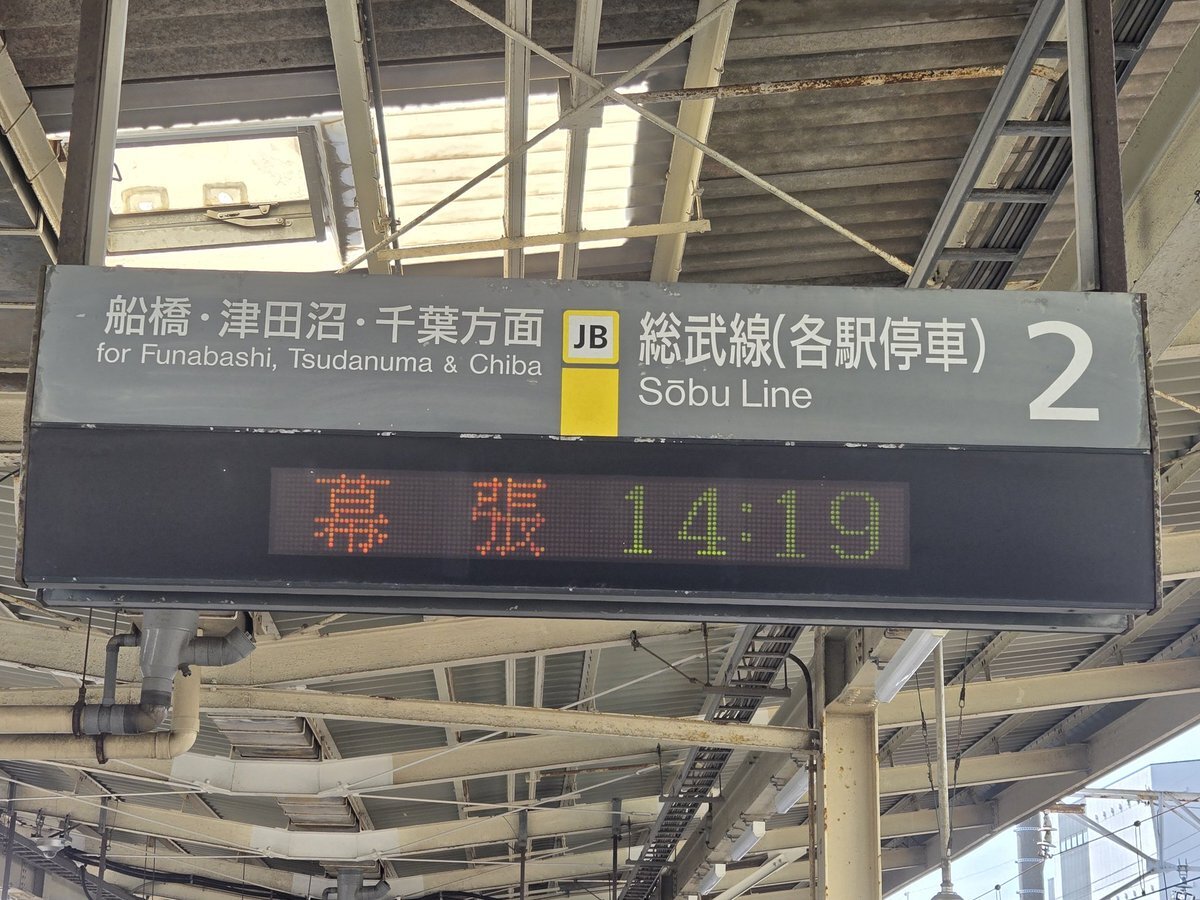 船橋・津田沼・千葉方面
for Funabashi, Tsudanuma & Chiba
JB
総武線(各駅停車)
Sōbu Line
2
幕 張 14:19